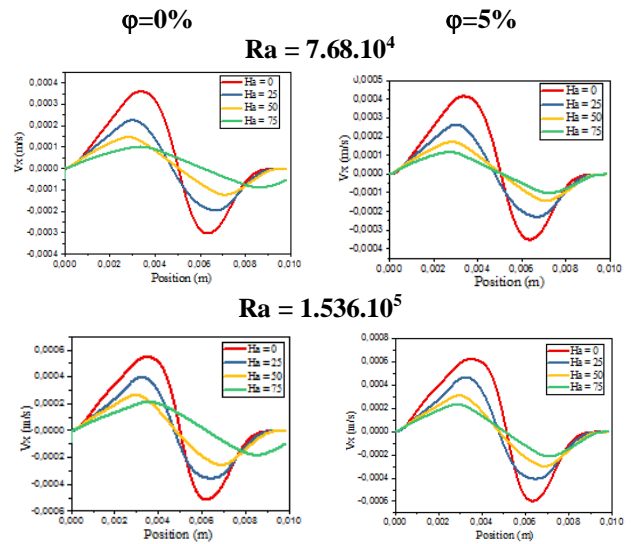 φ=0% φ=5%
Ra = 7.68.10⁴
0,0004
0,0003
0,0002
0,0001
0,0000
-0,0001
-0,0002
-0,0003
-0,0004
Vx (m/s)
Ha = 0
Ha = 25
Ha = 50
Ha = 75
0,000 0,002 0,004 0,006 0,008 0,010
Position (m)
0,0005
0,0004
0,0003
0,0002
0,0001
0,0000
-0,0001
-0,0002
-0,0003
-0,0004
Vx (m/s)
Ha = 0
Ha = 25
Ha = 50
Ha = 75
0,000 0,002 0,004 0,006 0,008 0,010
Position (m)
Ra = 1.536.10⁵
0,0006
0,0004
0,0002
0,0000
-0,0002
-0,0004
-0,0006
Vx (m/s)
Ha = 0
Ha = 25
Ha = 50
Ha = 75
0,000 0,002 0,004 0,006 0,008 0,010
Position (m)
0,0008
0,0006
0,0004
0,0002
0,0000
-0,0002
-0,0004
-0,0006
Vx (m/s)
Ha = 0
Ha = 25
Ha = 50
Ha = 75
0,000 0,002 0,004 0,006 0,008 0,010
Position (m)